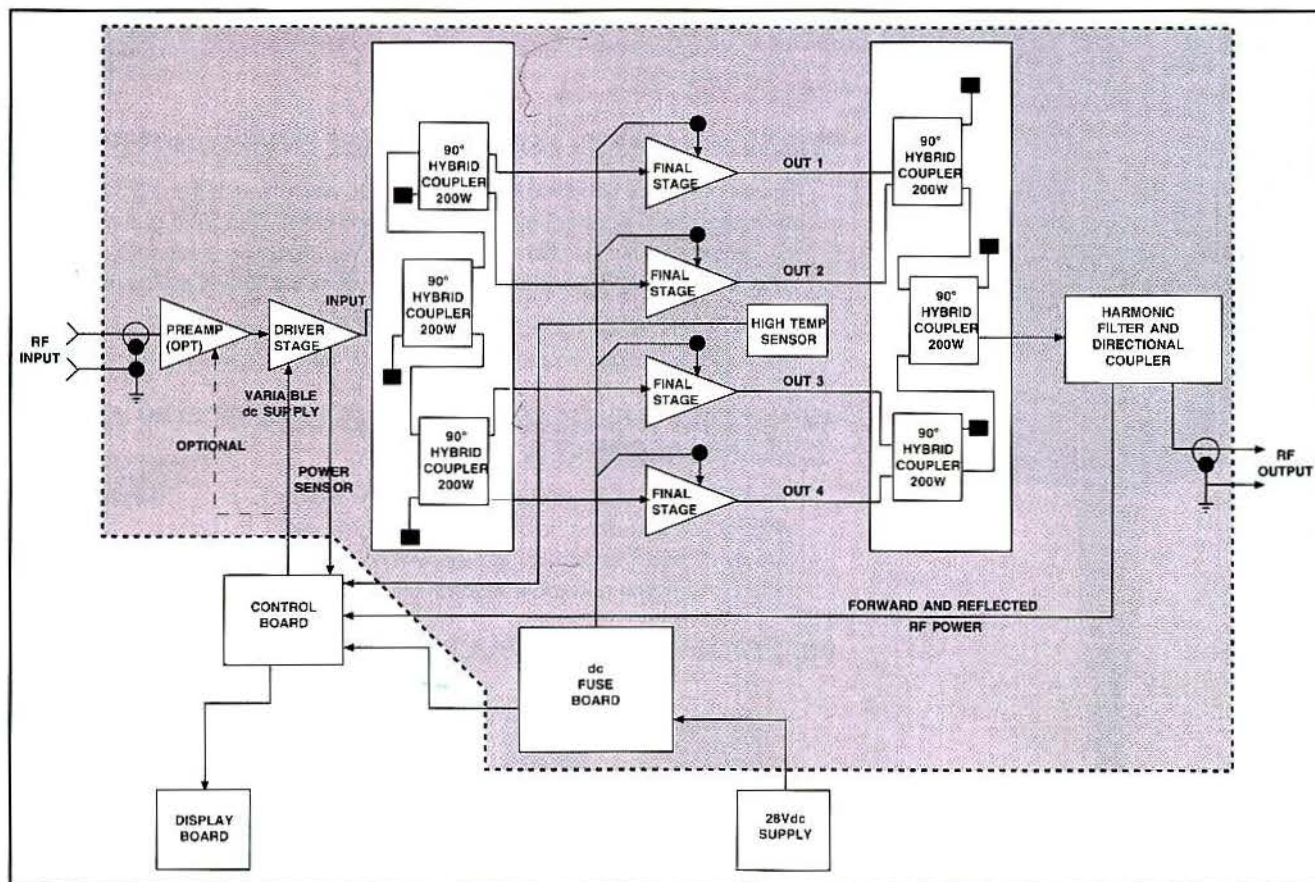 90°
HYBRID
COUPLER
200W
90°
HYBRID
COUPLER
200W
90°
HYBRID
COUPLER
200W
RF
INPUT
PREAMP
(OPT)
DRIVER
STAGE
INPUT
VARIABLE
dc SUPPLY
OPTIONAL
POWER
SENSOR
FINAL
STAGE
OUT 1
FINAL
STAGE
OUT 2
HIGH TEMP
SENSOR
FINAL
STAGE
OUT 3
FINAL
STAGE
OUT 4
90°
HYBRID
COUPLER
200W
90°
HYBRID
COUPLER
200W
90°
HYBRID
COUPLER
200W
HARMONIC
FILTER AND
DIRECTIONAL
COUPLER
RF
OUTPUT
CONTROL
BOARD
FORWARD AND REFLECTED
RF POWER
dc
FUSE
BOARD
DISPLAY
BOARD
28Vdc
SUPPLY